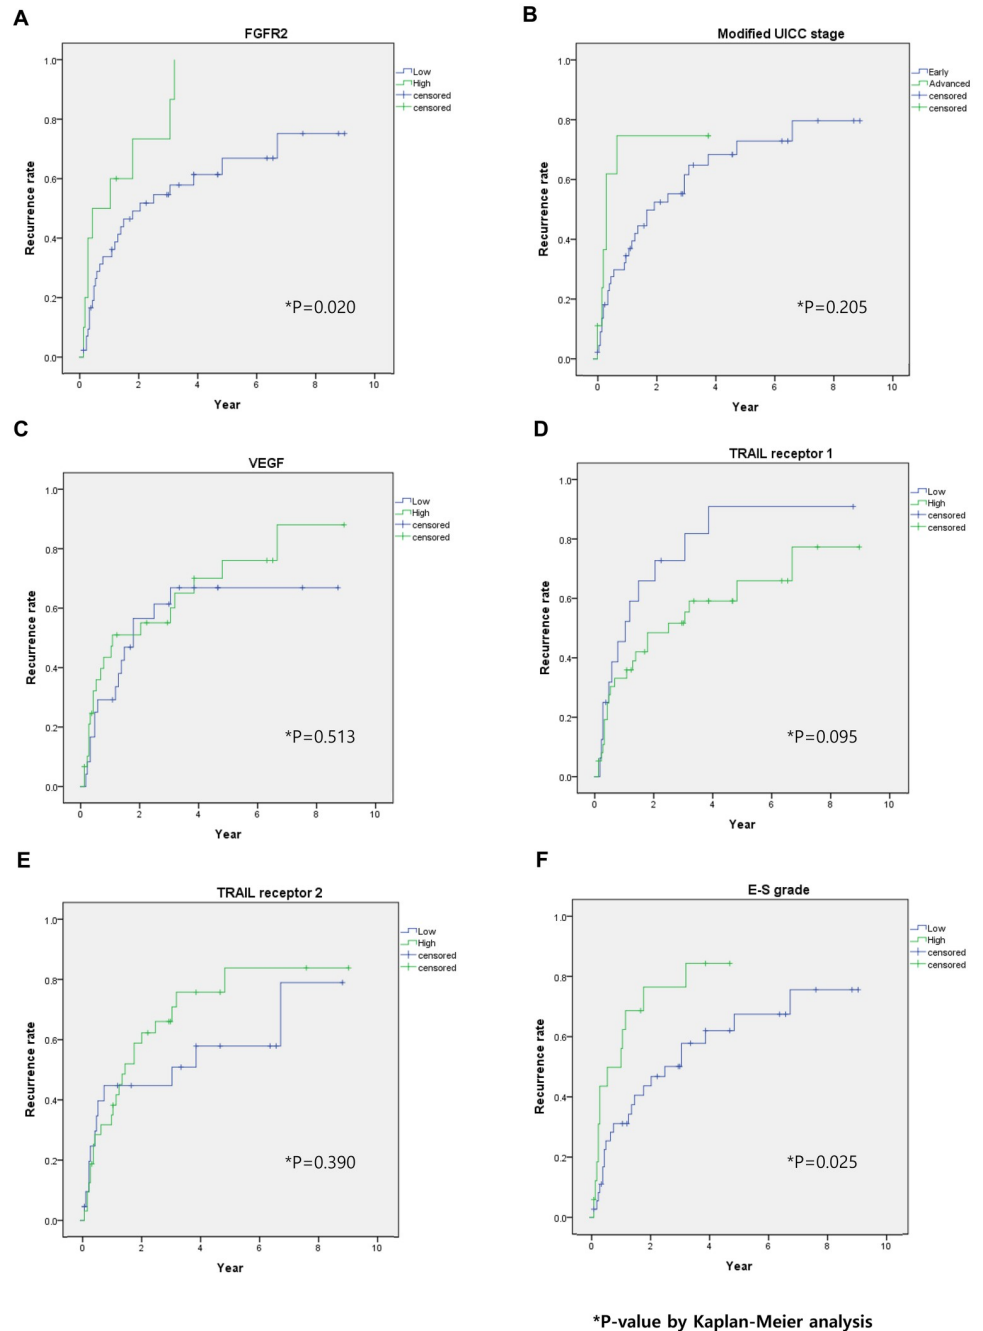 A
FGFR2
Recurrence rate
1.0
0.8
0.6
0.4
0.2
0.0
0 2 4 6 8 10
Year
Low
High
censored
censored
*P=0.020
B
Modified UICC stage
Recurrence rate
1.0
0.8
0.6
0.4
0.2
0.0
0 2 4 6 8 10
Year
Early
Advanced
censored
censored
*P=0.205
C
VEGF
Recurrence rate
1.0
0.8
0.6
0.4
0.2
0.0
0 2 4 6 8 10
Year
Low
High
censored
censored
*P=0.513
D
TRAIL receptor 1
Recurrence rate
1.0
0.8
0.6
0.4
0.2
0.0
0 2 4 6 8 10
Year
Low
High
censored
censored
*P=0.095
E
TRAIL receptor 2
Recurrence rate
1.0
0.8
0.6
0.4
0.2
0.0
0 2 4 6 8 10
Year
Low
High
censored
censored
*P=0.390
F
E-S grade
Recurrence rate
1.0
0.8
0.6
0.4
0.2
0.0
0 2 4 6 8 10
Year
Low
High
censored
censored
*P=0.025
*P-value by Kaplan-Meier analysis